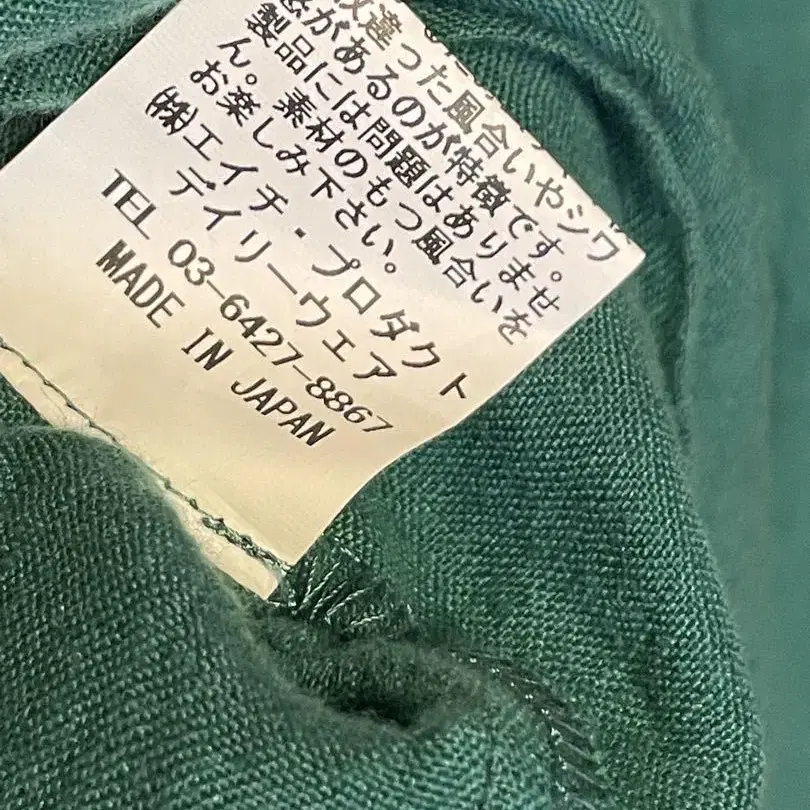 違った風合いやシワ
感があるのが特徴です。
製品には問題はありませ
ん。素材のもつ風合いを
お楽しみ下さい。
㈱エイチ・プロダクト
デイリーウェア
TEL 03-6427-8867
MADE IN JAPAN